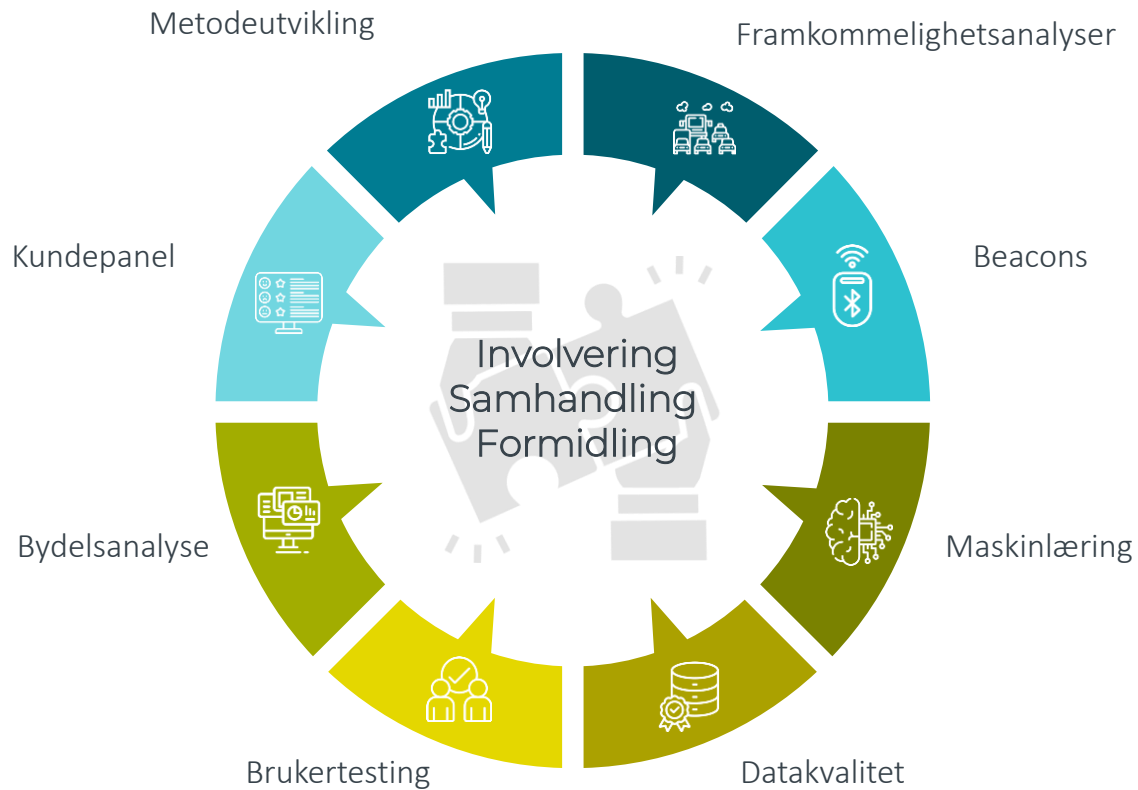 Metodeutvikling
Framkommelighetsanalyser
Kundepanel
Beacons
Involvering
Samhandling
Formidling
Bydelsanalyse
Maskinlæring
Brukertesting
Datakvalitet